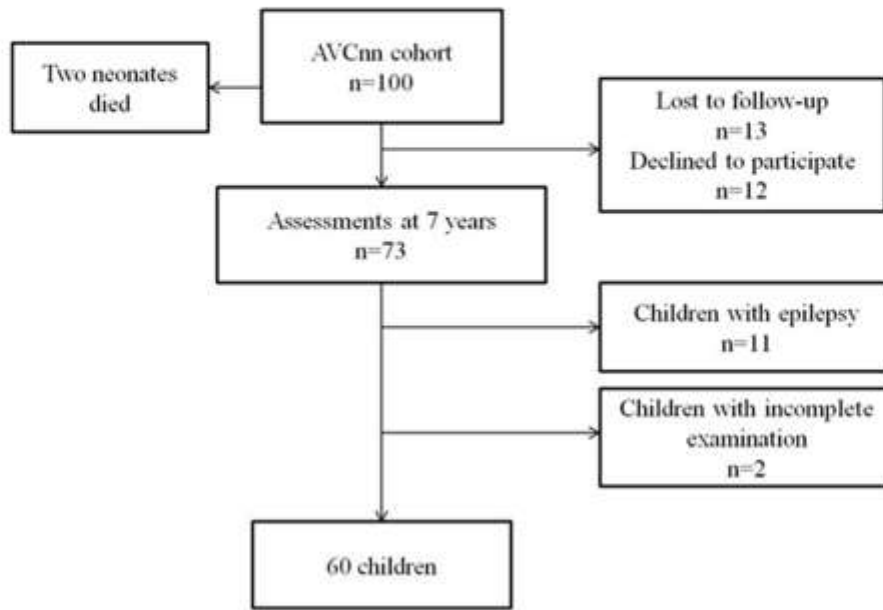 AVCnn cohort
n=100
Two neonates
died
Lost to follow-up
n=13
Declined to participate
n=12
Assessments at 7 years
n=73
Children with epilepsy
n=11
Children with incomplete
examination
n=2
60 children